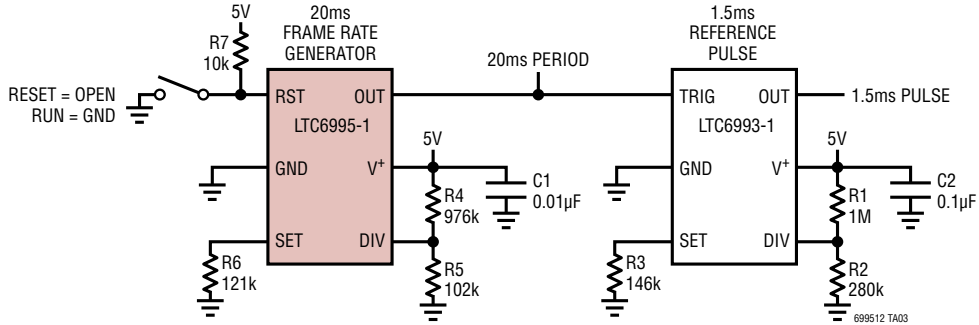 5V
20ms
FRAME RATE
GENERATOR
1.5ms
REFERENCE
PULSE
R7
10k
20ms PERIOD
RESET = OPEN
RUN = GND
RST
OUT
TRIG
OUT
1.5ms PULSE
LTC6995-1
LTC6993-1
5V
5V
GND
V+
R4
976k
C1
0.01µF
GND
V+
R1
1M
C2
0.1µF
SET
DIV
SET
DIV
R6
121k
R5
102k
R3
146k
R2
280k
699512 TA03